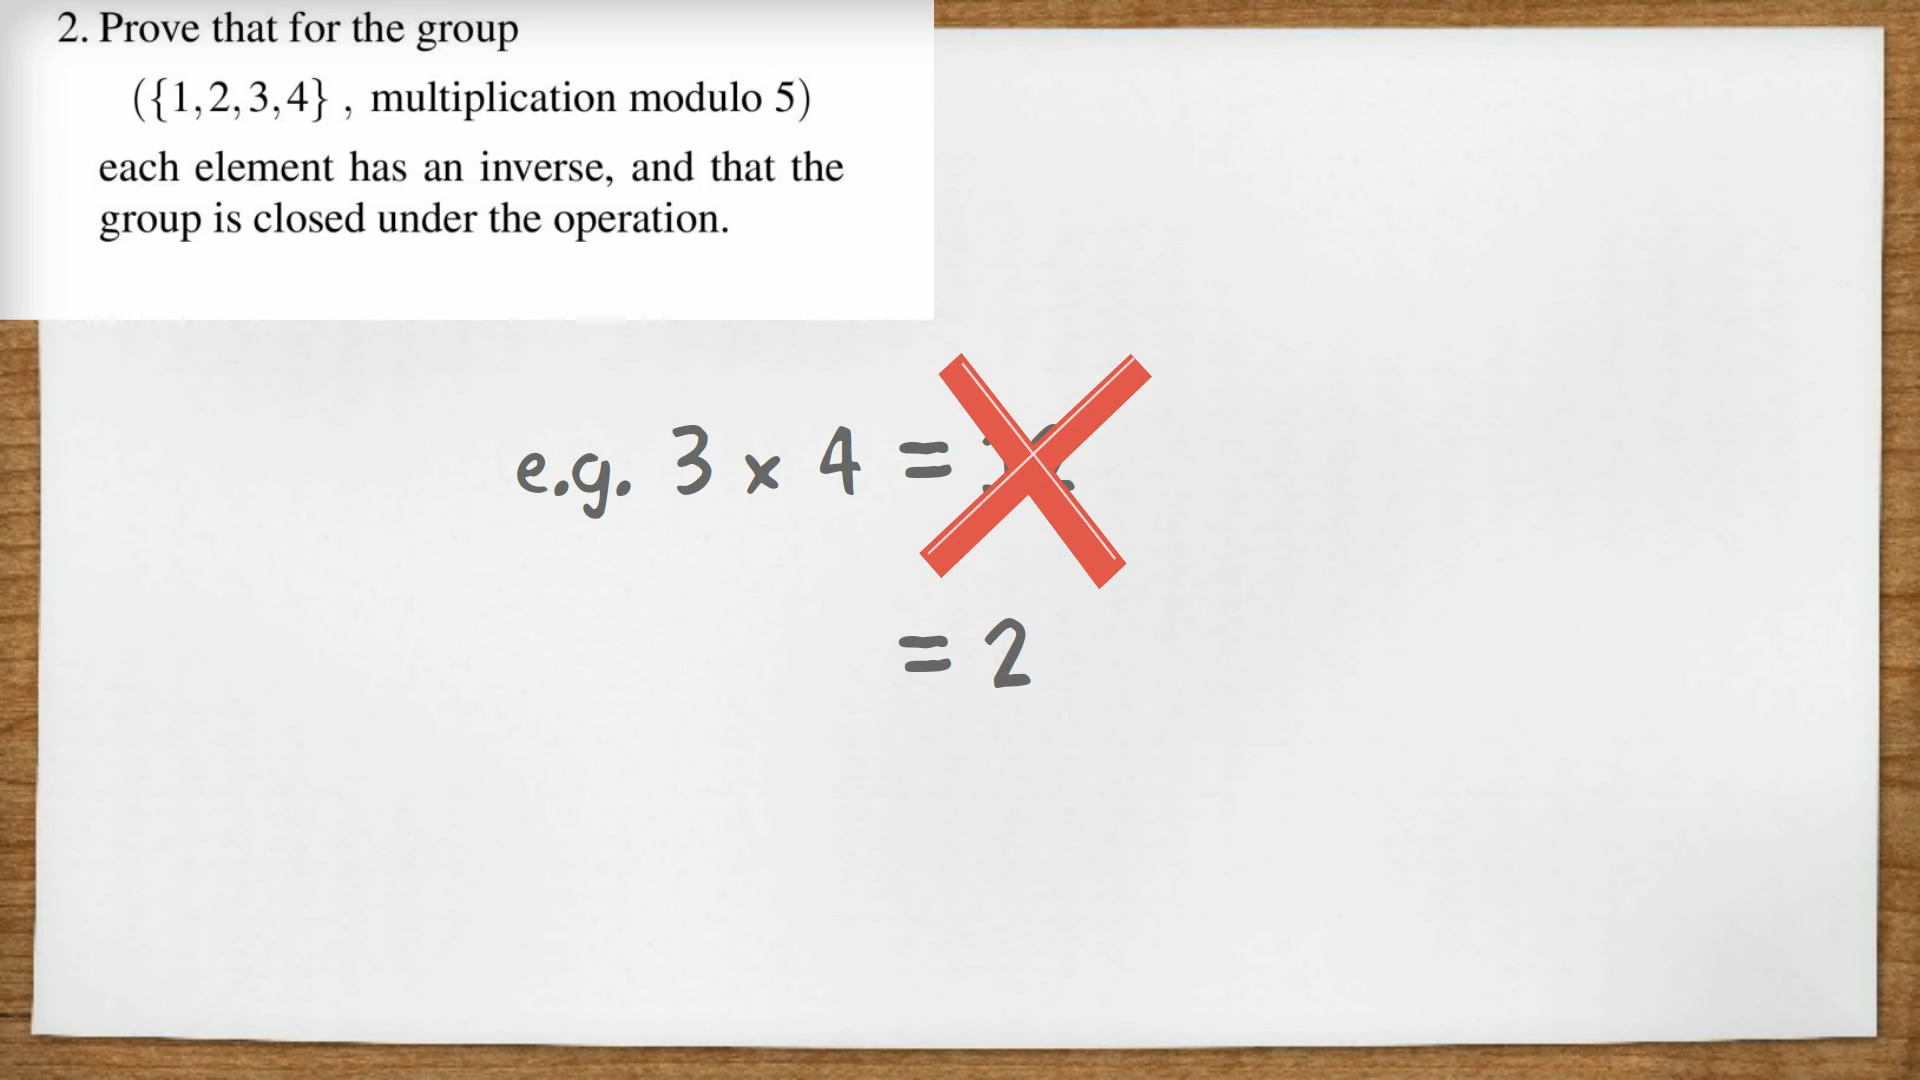 2. Prove that for the group
({1,2,3,4} , multiplication modulo 5)
each element has an inverse, and that the
group is closed under the operation.
e.g. 3 x 4 =
= 2